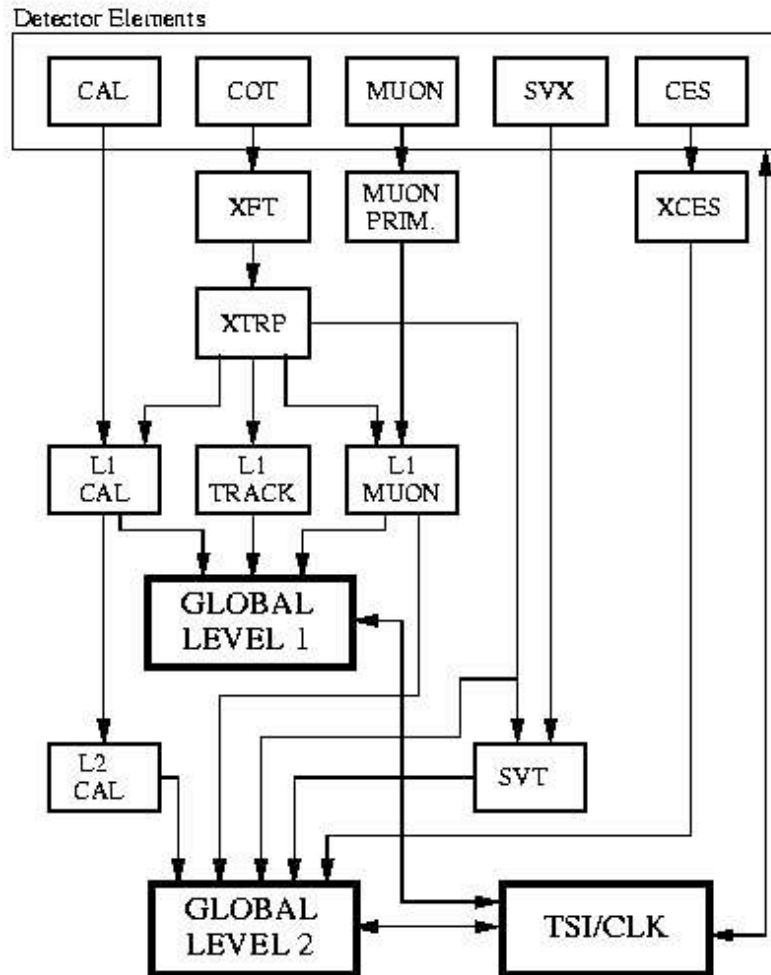 Detector Elements
CAL
COT
MUON
SVX
CES
XFT
MUON
PRIM.
XCES
XTRP
L1
CAL
L1
TRACK
L1
MUON
GLOBAL
LEVEL 1
L2
CAL
SVT
GLOBAL
LEVEL 2
TSI/CLK